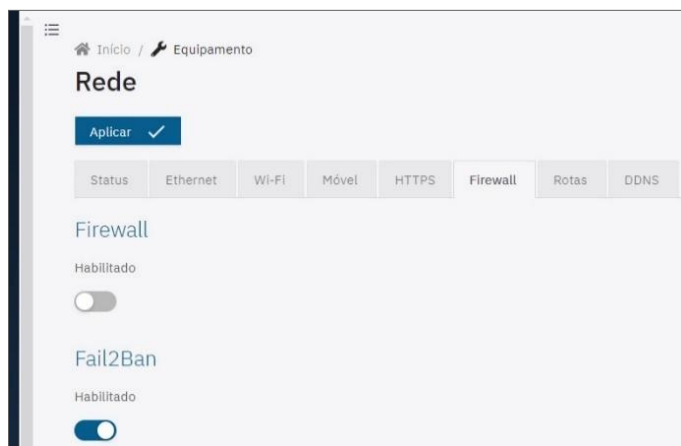 Início / Equipamento
Rede
Aplicar
Status Ethernet Wi-Fi Móvel HTTPS Firewall Rotas DDNS
Firewall
Habilitado
Fail2Ban
Habilitado